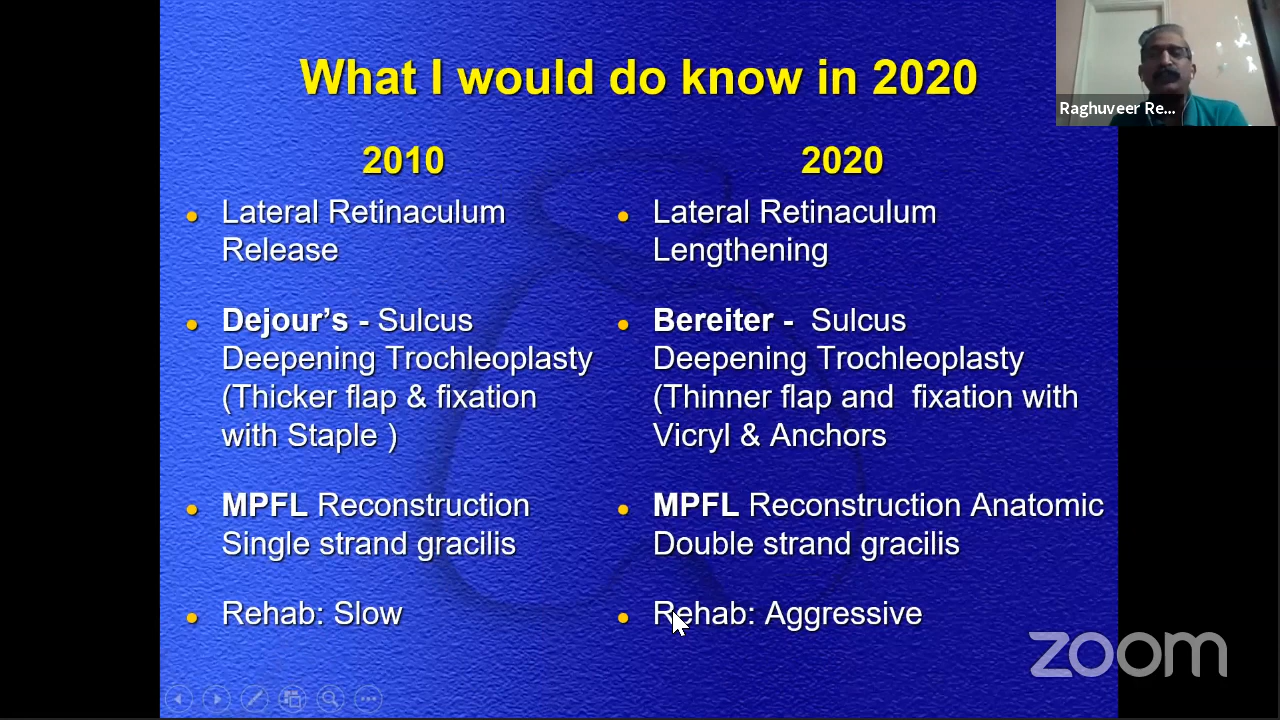 What I would do know in 2020
Raghuveer Re...
2010
Lateral Retinaculum
Release
Dejour's - Sulcus
Deepening Trochleoplasty
(Thicker flap & fixation
with Staple )
MPFL Reconstruction
Single strand gracilis
Rehab: Slow
2020
Lateral Retinaculum
Lengthening
Bereiter - Sulcus
Deepening Trochleoplasty
(Thinner flap and fixation with
Vicryl & Anchors
MPFL Reconstruction Anatomic
Double strand gracilis
Rehab: Aggressive
zoom